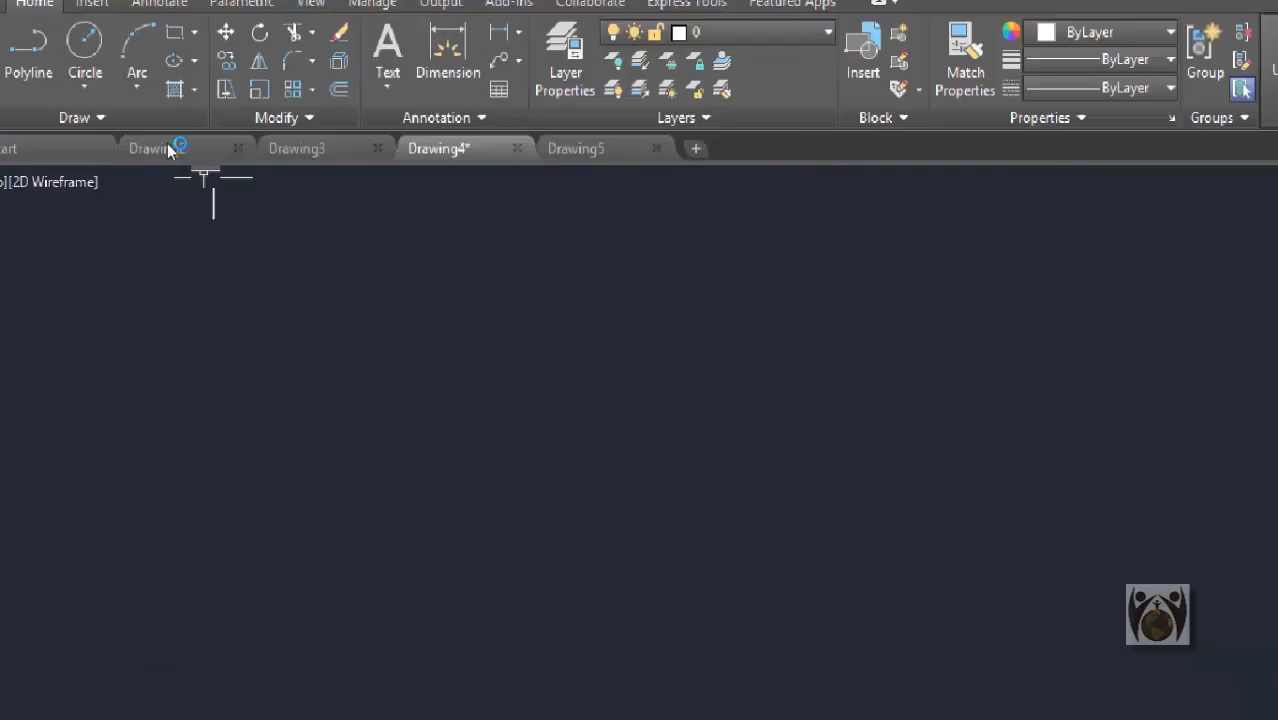 Home Insert Annotate Parametric View Manage Output Add-ins Collaborate Express Tools Featured Apps
0 ByLayer
ByLayer
Polyline Circle Arc Text Dimension Layer Properties Insert Match Properties ByLayer Group
Draw Modify Annotation Layers Block Properties Groups
Drawing3 Drawing4* Drawing5 +
][2D Wireframe]